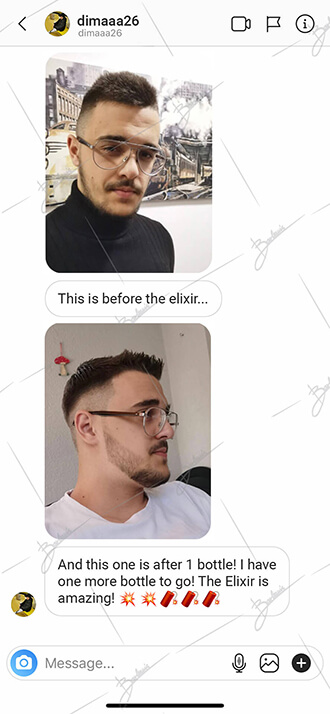 dimaaa26
dimaaa26
This is before the elixir...
And this one is after 1 bottle! I have
one more bottle to go! The Elixir is
amazing! 💥 💥 🧨 🧨 🧨
Message...